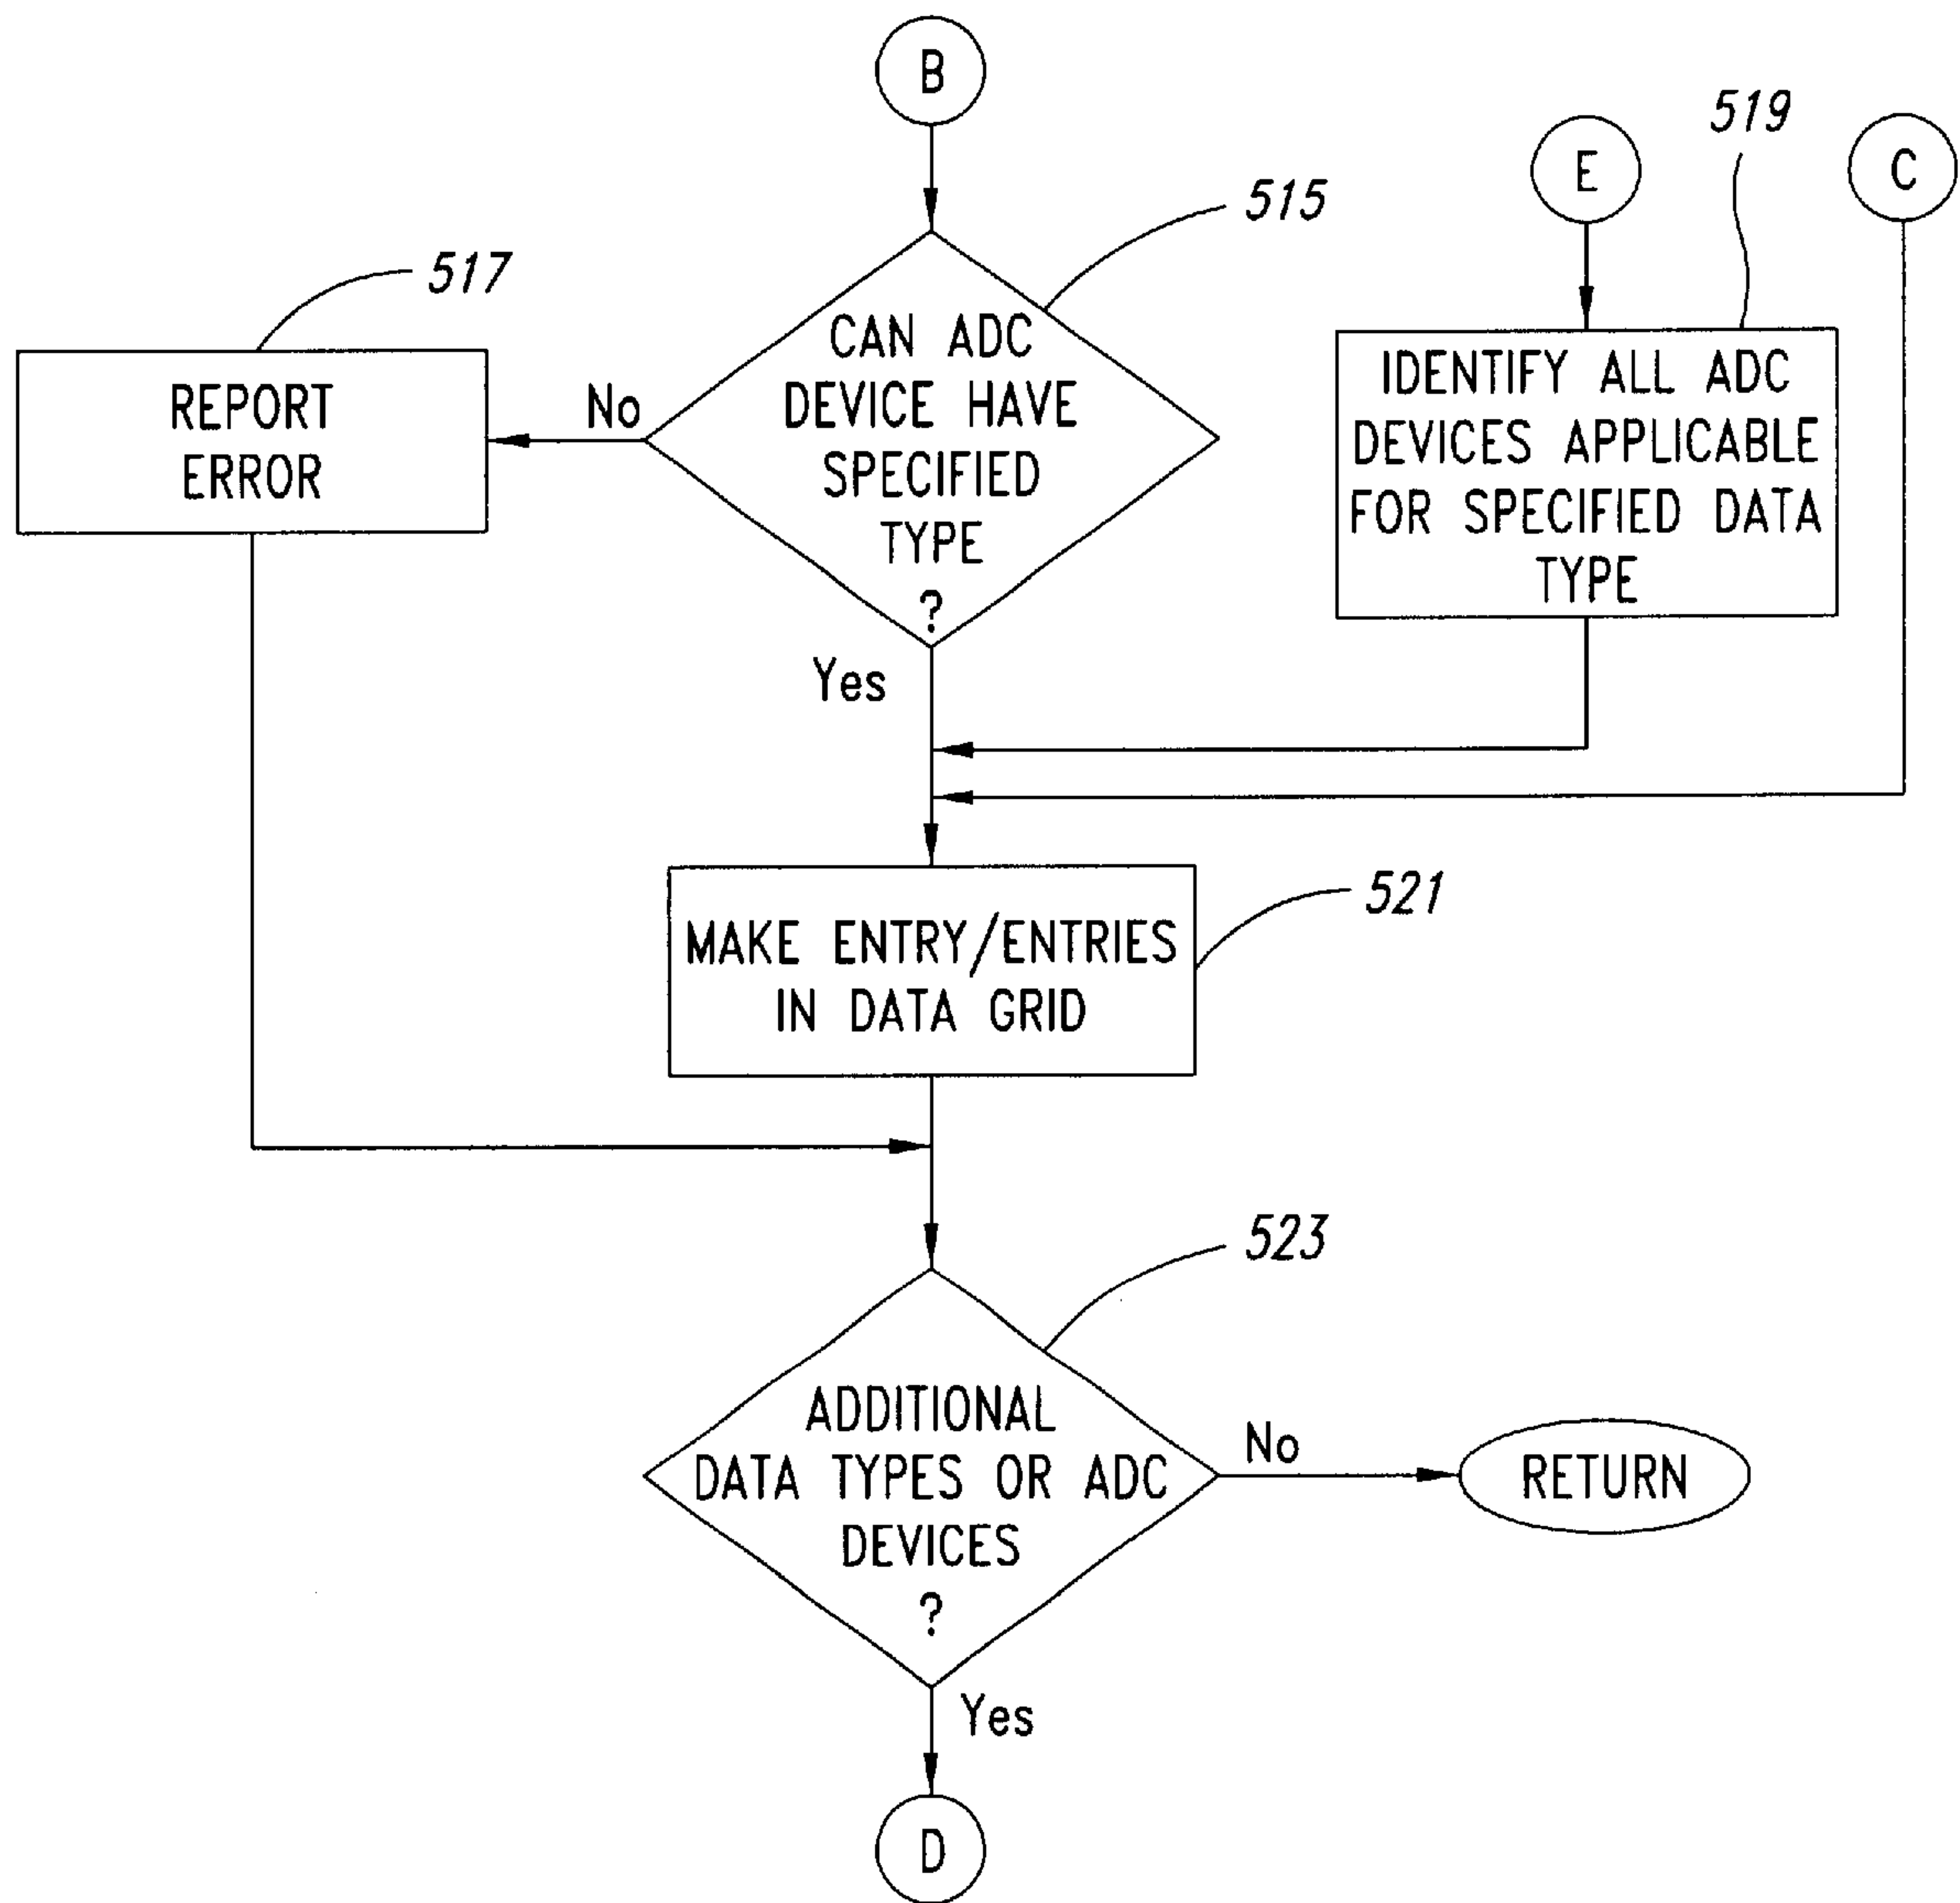 B
519
E
C
515
517
CAN ADC
DEVICE HAVE
SPECIFIED
TYPE
?
No
REPORT
ERROR
IDENTIFY ALL ADC
DEVICES APPLICABLE
FOR SPECIFIED DATA
TYPE
Yes
521
MAKE ENTRY/ENTRIES
IN DATA GRID
523
ADDITIONAL
DATA TYPES OR ADC
DEVICES
?
No
RETURN
Yes
D